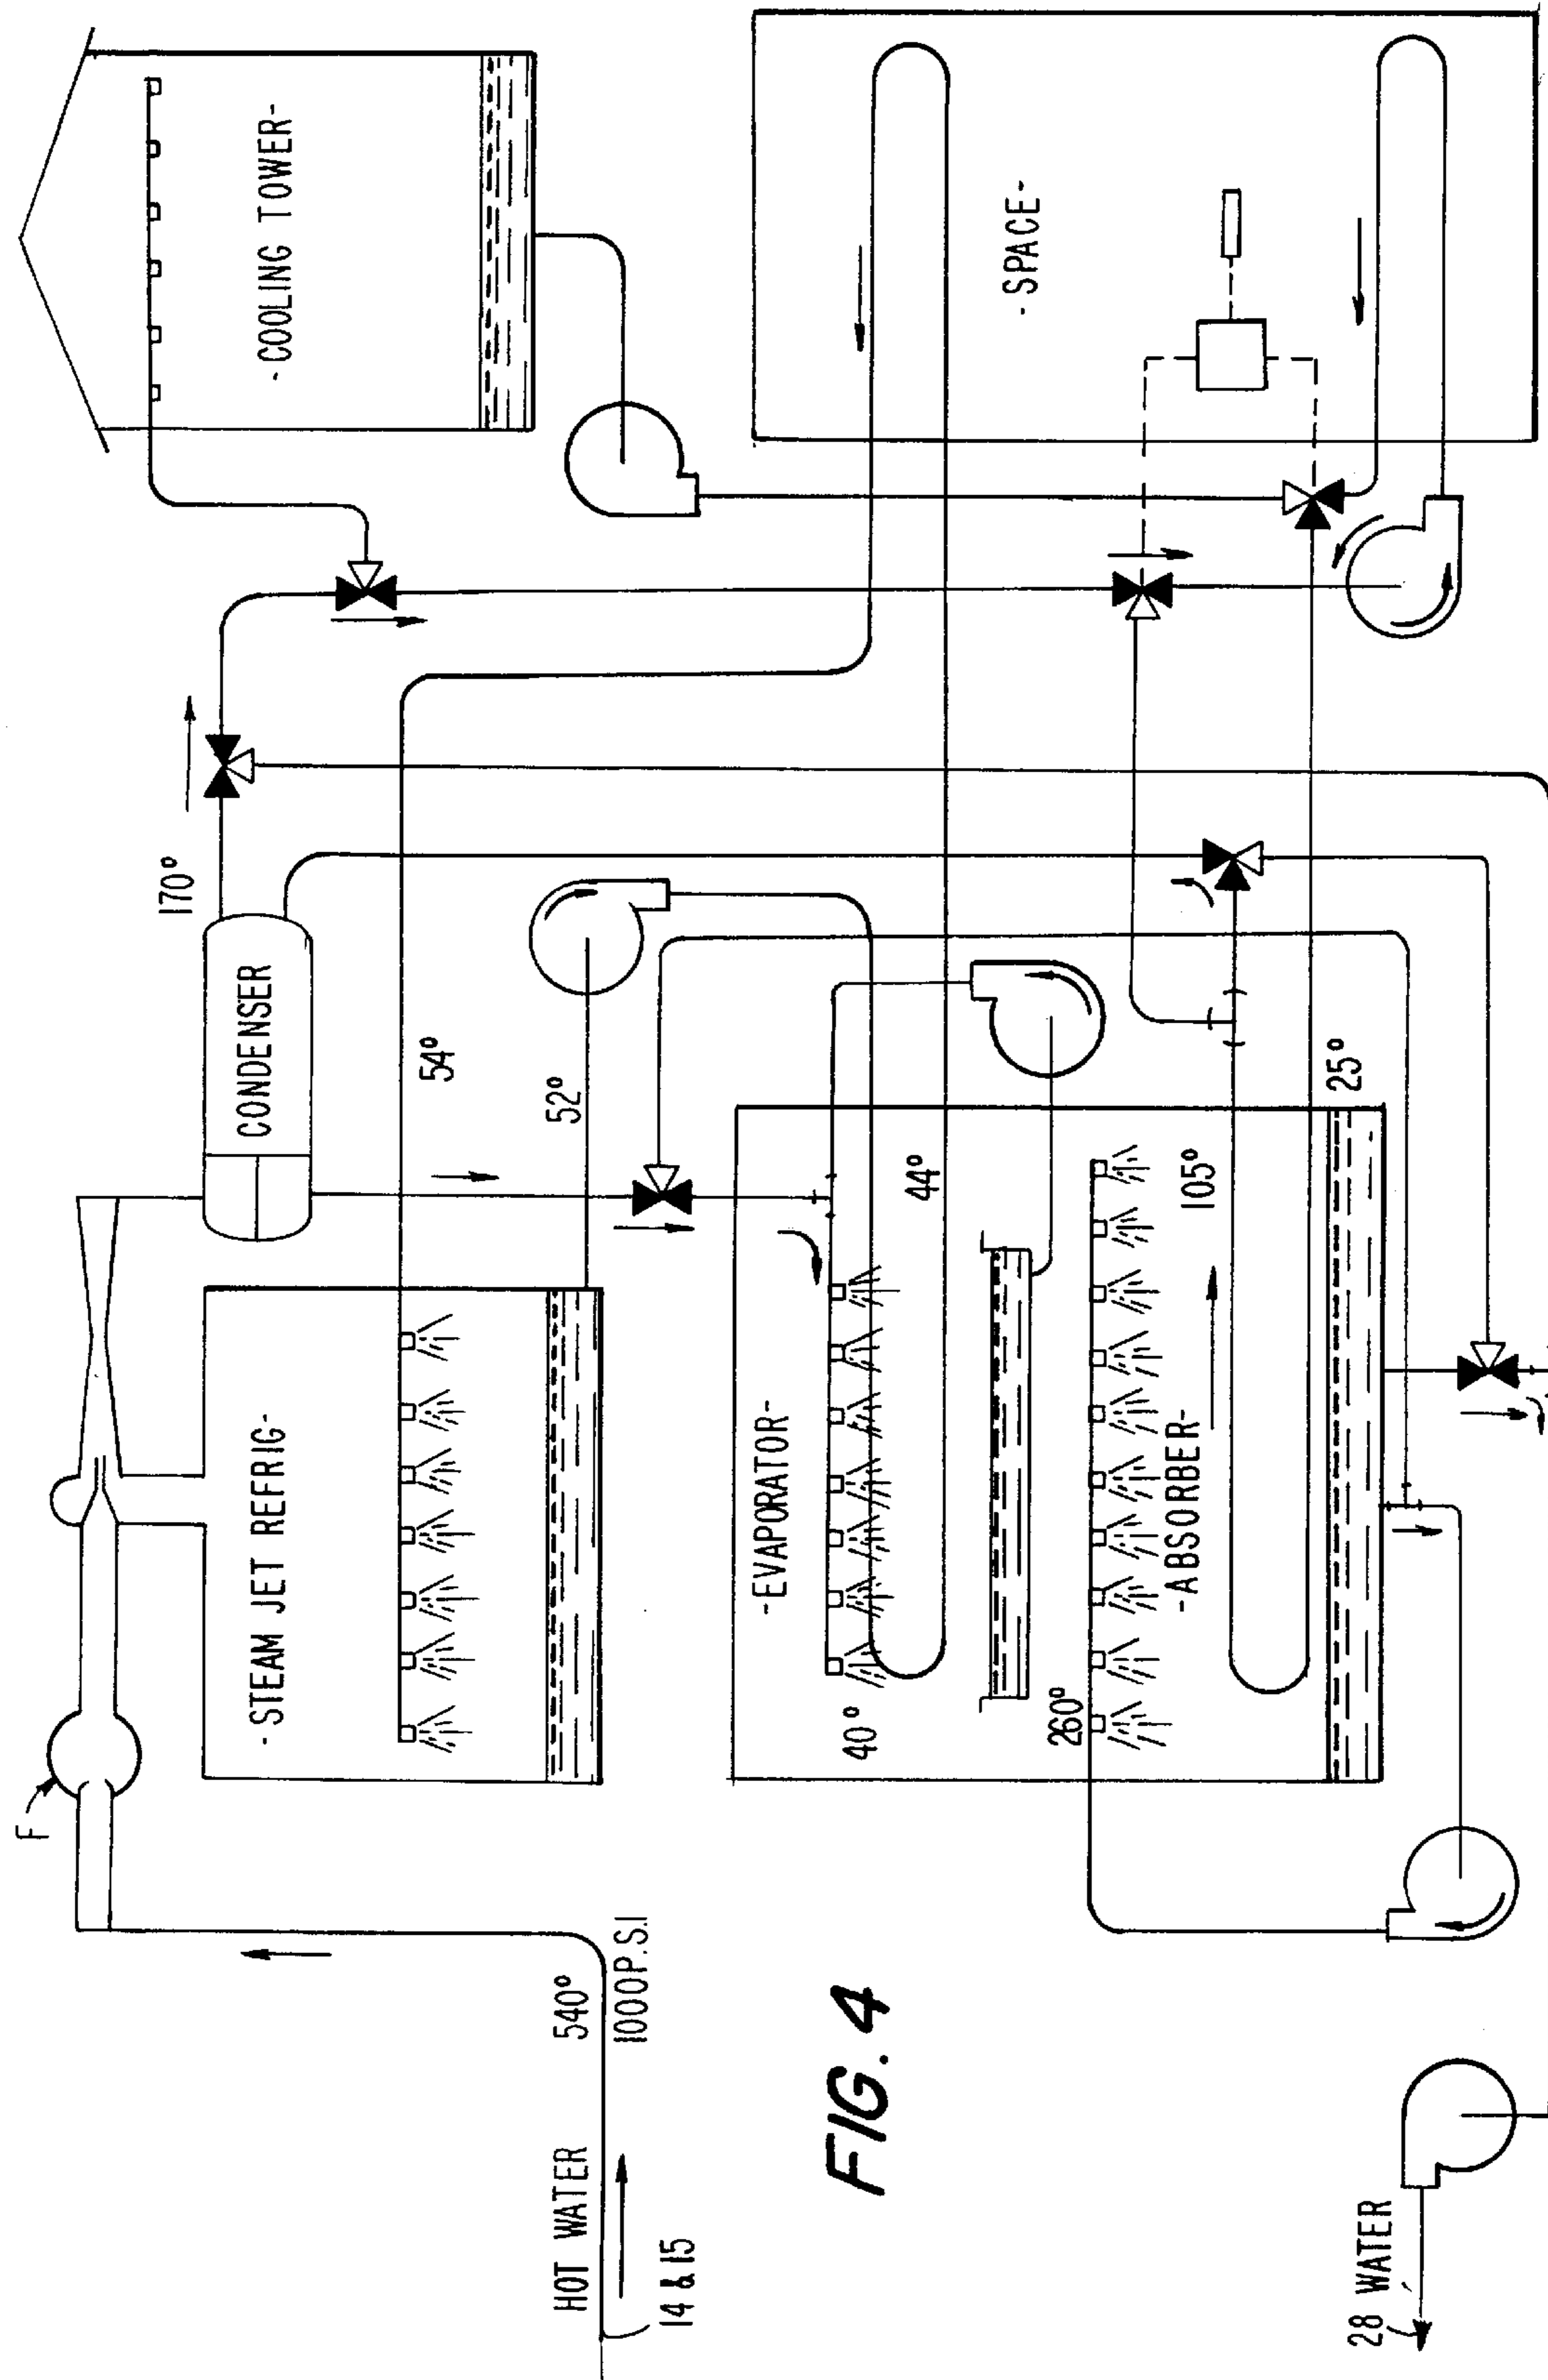 F
-STEAM JET REFRIG-
CONDENSER
170°
-COOLING TOWER-
54°
52°
HOT WATER 540°
1000P.S.I
14 & 15
-EVAPORATOR-
40°
44°
-SPACE-
260°
-ABSORBER-
105°
25°
28 WATER
FIG. 4